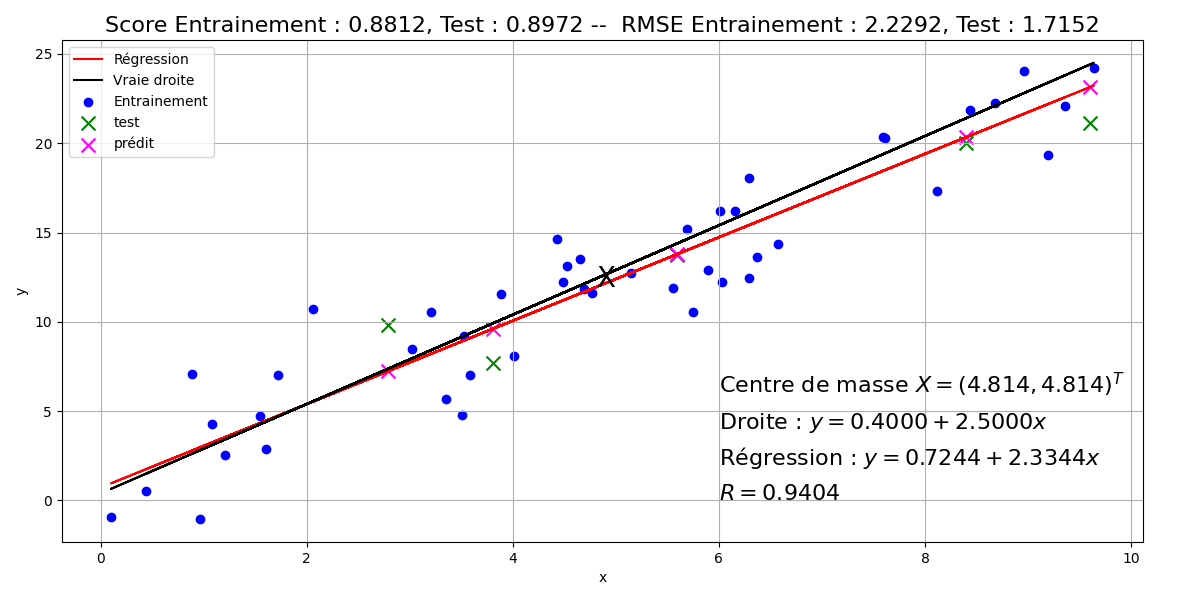 Score Entrainement : 0.8812, Test : 0.8972 --  RMSE Entrainement : 2.2292, Test : 1.7152
Régression
Vraie droite
Entrainement
test
prédit
25
20
15
10
5
0
y
Centre de masse X = (4.814, 4.814)^T
Droite : y = 0.4000 + 2.5000x
Régression : y = 0.7244 + 2.3344x
R = 0.9404
0 2 4 6 8 10
x